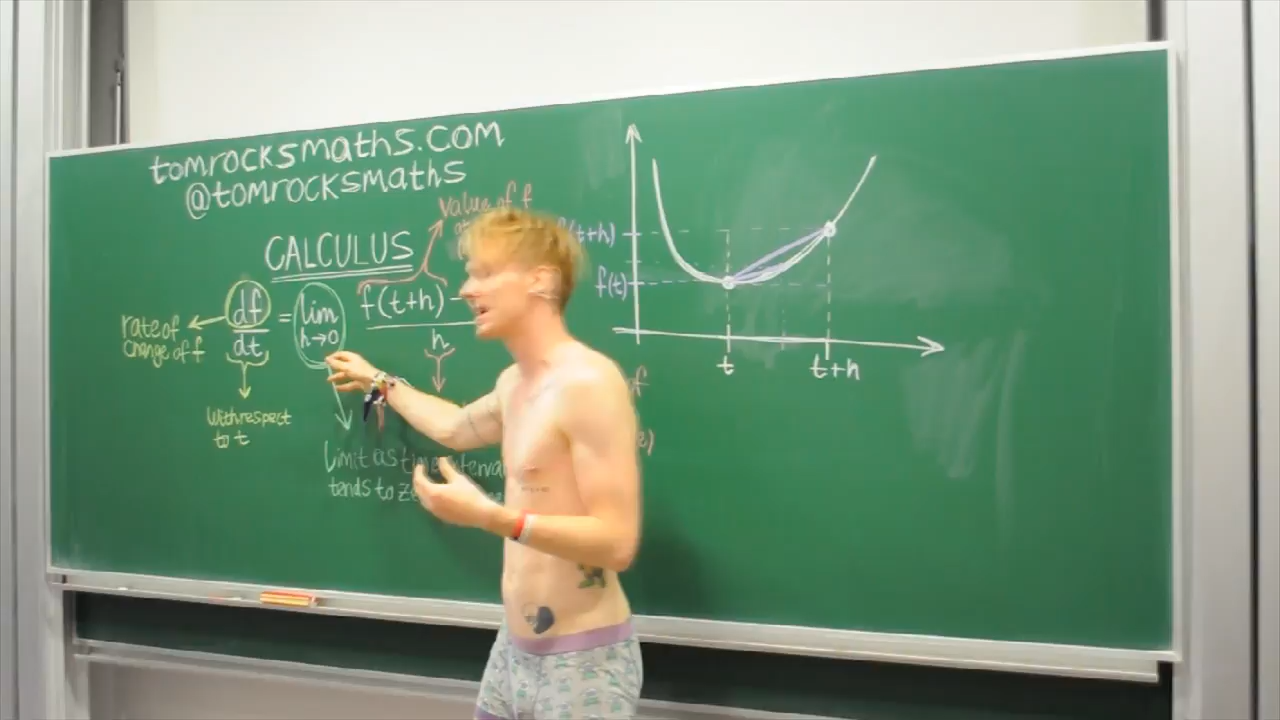 tomrocksmaths.com
@tomrocksmaths
value of f
CALCULUS
df = lim f(t+h) -
dt h→0 h
rate of
change of f
With respect
to t
Limit as time interva
tends to
(t+h)
f(t)
t t+h